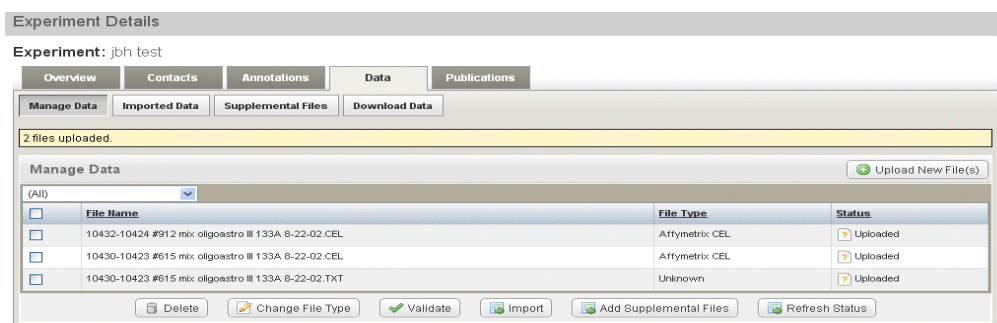 Experiment Details
Experiment: jbh test
Overview Contacts Annotations Data Publications
Manage Data Imported Data Supplemental Files Download Data
2 files uploaded.
Manage Data Upload New File(s)
(All)
File Name File Type Status
10432-10424 #912 mix oligoastro III 133A 8-22-02.CEL Affymetrix CEL Uploaded
10430-10423 #615 mix oligoastro III 133A 8-22-02.CEL Affymetrix CEL Uploaded
10430-10423 #615 mix oligoastro III 133A 8-22-02.TXT Unknown Uploaded
Delete Change File Type Validate Import Add Supplemental Files Refresh Status